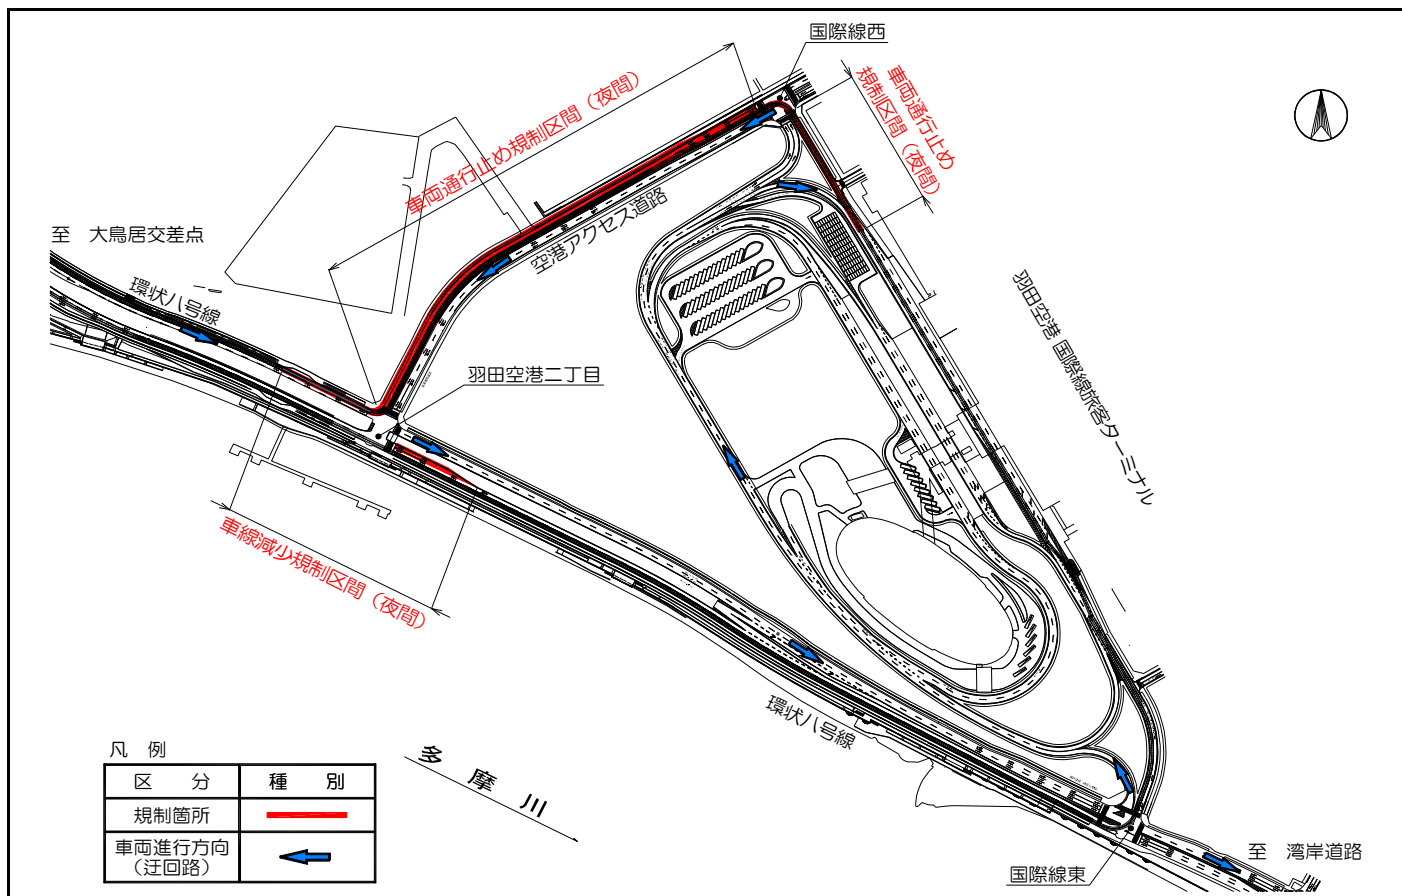 国際線西
車両通行止め規制区間（夜間）
車両通行止め
規制区間（夜間）
至　大鳥居交差点
空港アクセス道路
環状八号線
羽田空港 国際線旅客ターミナル
羽田空港二丁目
車線減少規制区間（夜間）
環状八号線
多　摩　川
凡　例
区　分　種　別
規制箇所
車両進行方向
（迂回路）
至　湾岸道路
国際線東